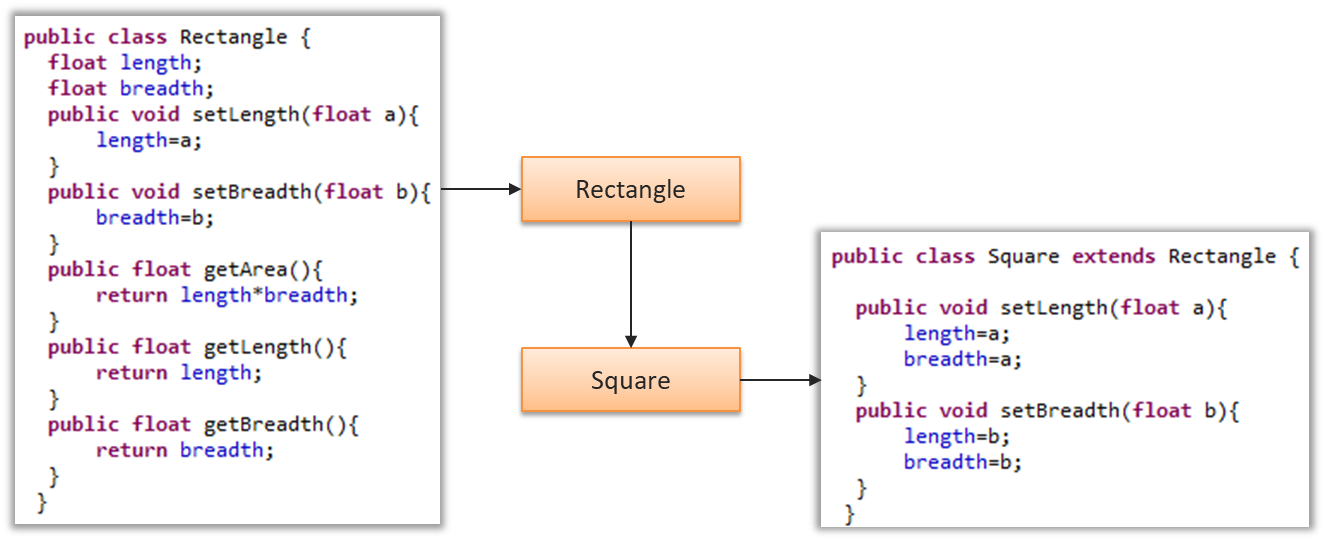 public class Rectangle {
float length;
float breadth;
public void setLength(float a){
length=a;
}
public void setBreadth(float b){
breadth=b;
}
public float getArea(){
return length*breadth;
}
public float getLength(){
return length;
}
public float getBreadth(){
return breadth;
}
}
Rectangle
Square
public class Square extends Rectangle {
public void setLength(float a){
length=a;
breadth=a;
}
public void setBreadth(float b){
length=b;
breadth=b;
}
}